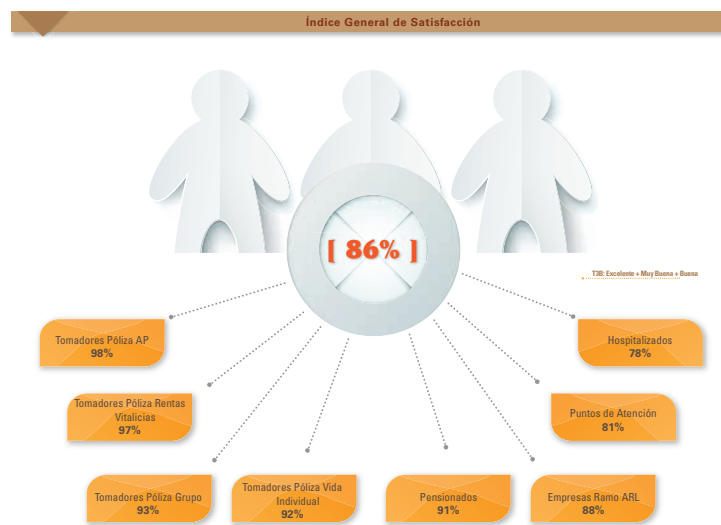 Índice General de Satisfacción
[ 86% ]
T3B: Excelente + Muy Buena + Buena
Tomadores Póliza AP
98%
Hospitalizados
78%
Tomadores Póliza Rentas
Vitalicias
97%
Puntos de Atención
81%
Tomadores Póliza Grupo
93%
Tomadores Póliza Vida
Individual
92%
Pensionados
91%
Empresas Ramo ARL
88%